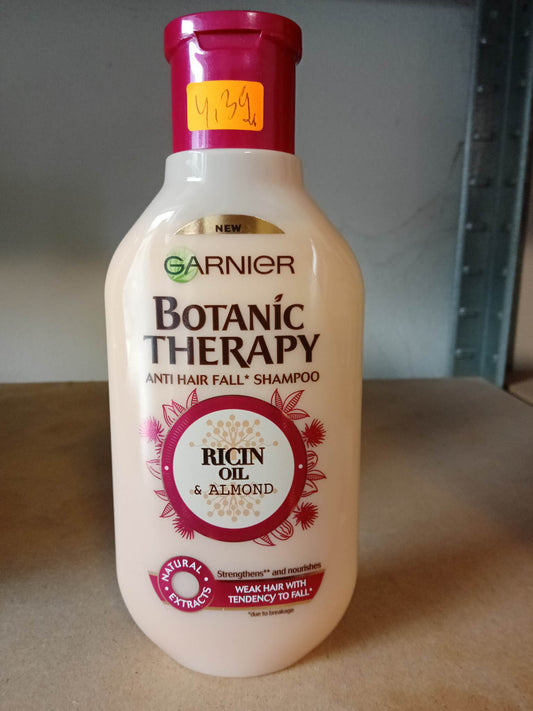 4,39
NEW
GARNIER
BOTANIC
THERAPY
ANTI HAIR FALL* SHAMPOO
RICIN
OIL
& ALMOND
NATURAL
EXTRACTS
Strengthens** and nourishes
WEAK HAIR WITH
TENDENCY TO FALL*
*due to breakage